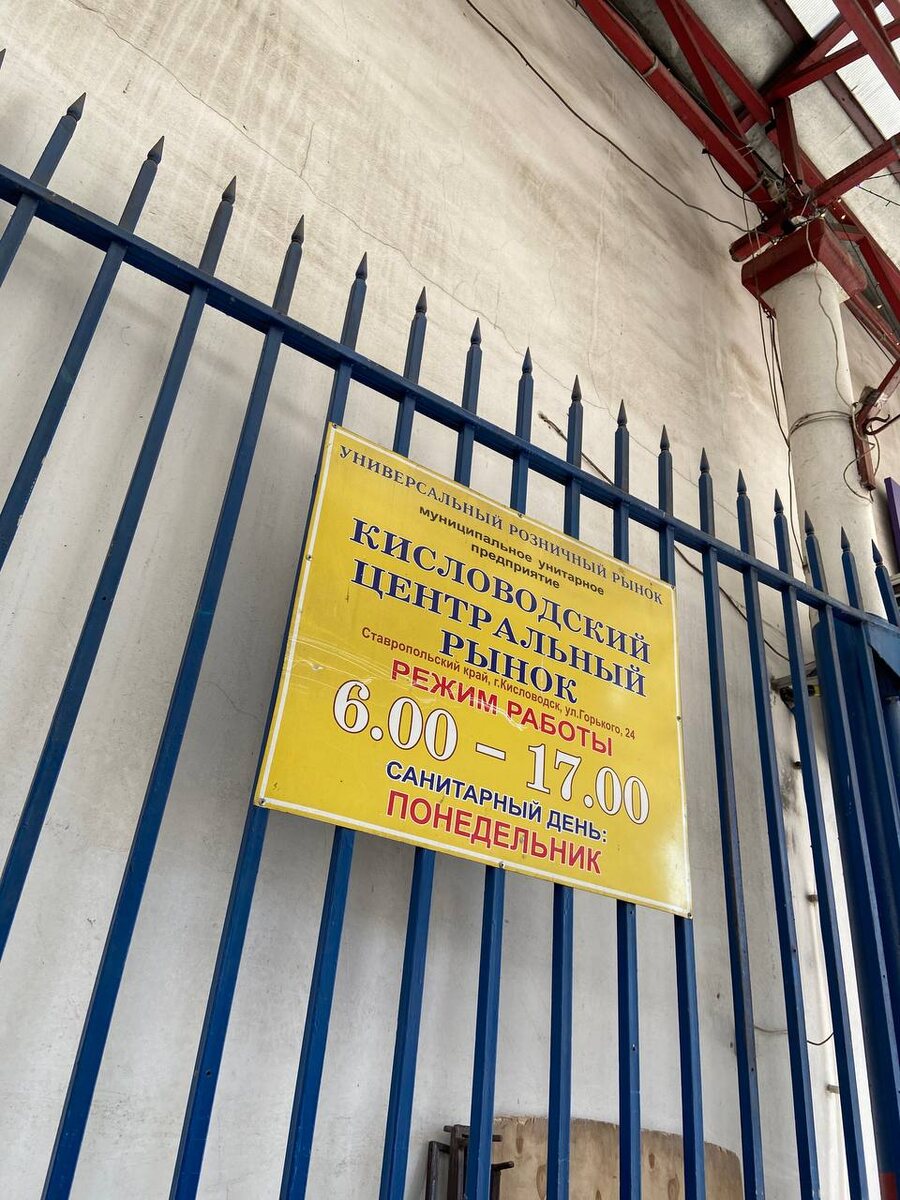 УНИВЕРСАЛЬНЫЙ РОЗНИЧНЫЙ РЫНОК
муниципальное унитарное
предприятие
КИСЛОВОДСКИЙ
ЦЕНТРАЛЬНЫЙ
РЫНОК
Ставропольский край, г.Кисловодск, ул.Горького, 24
РЕЖИМ РАБОТЫ
6.00 – 17.00
САНИТАРНЫЙ ДЕНЬ:
ПОНЕДЕЛЬНИК